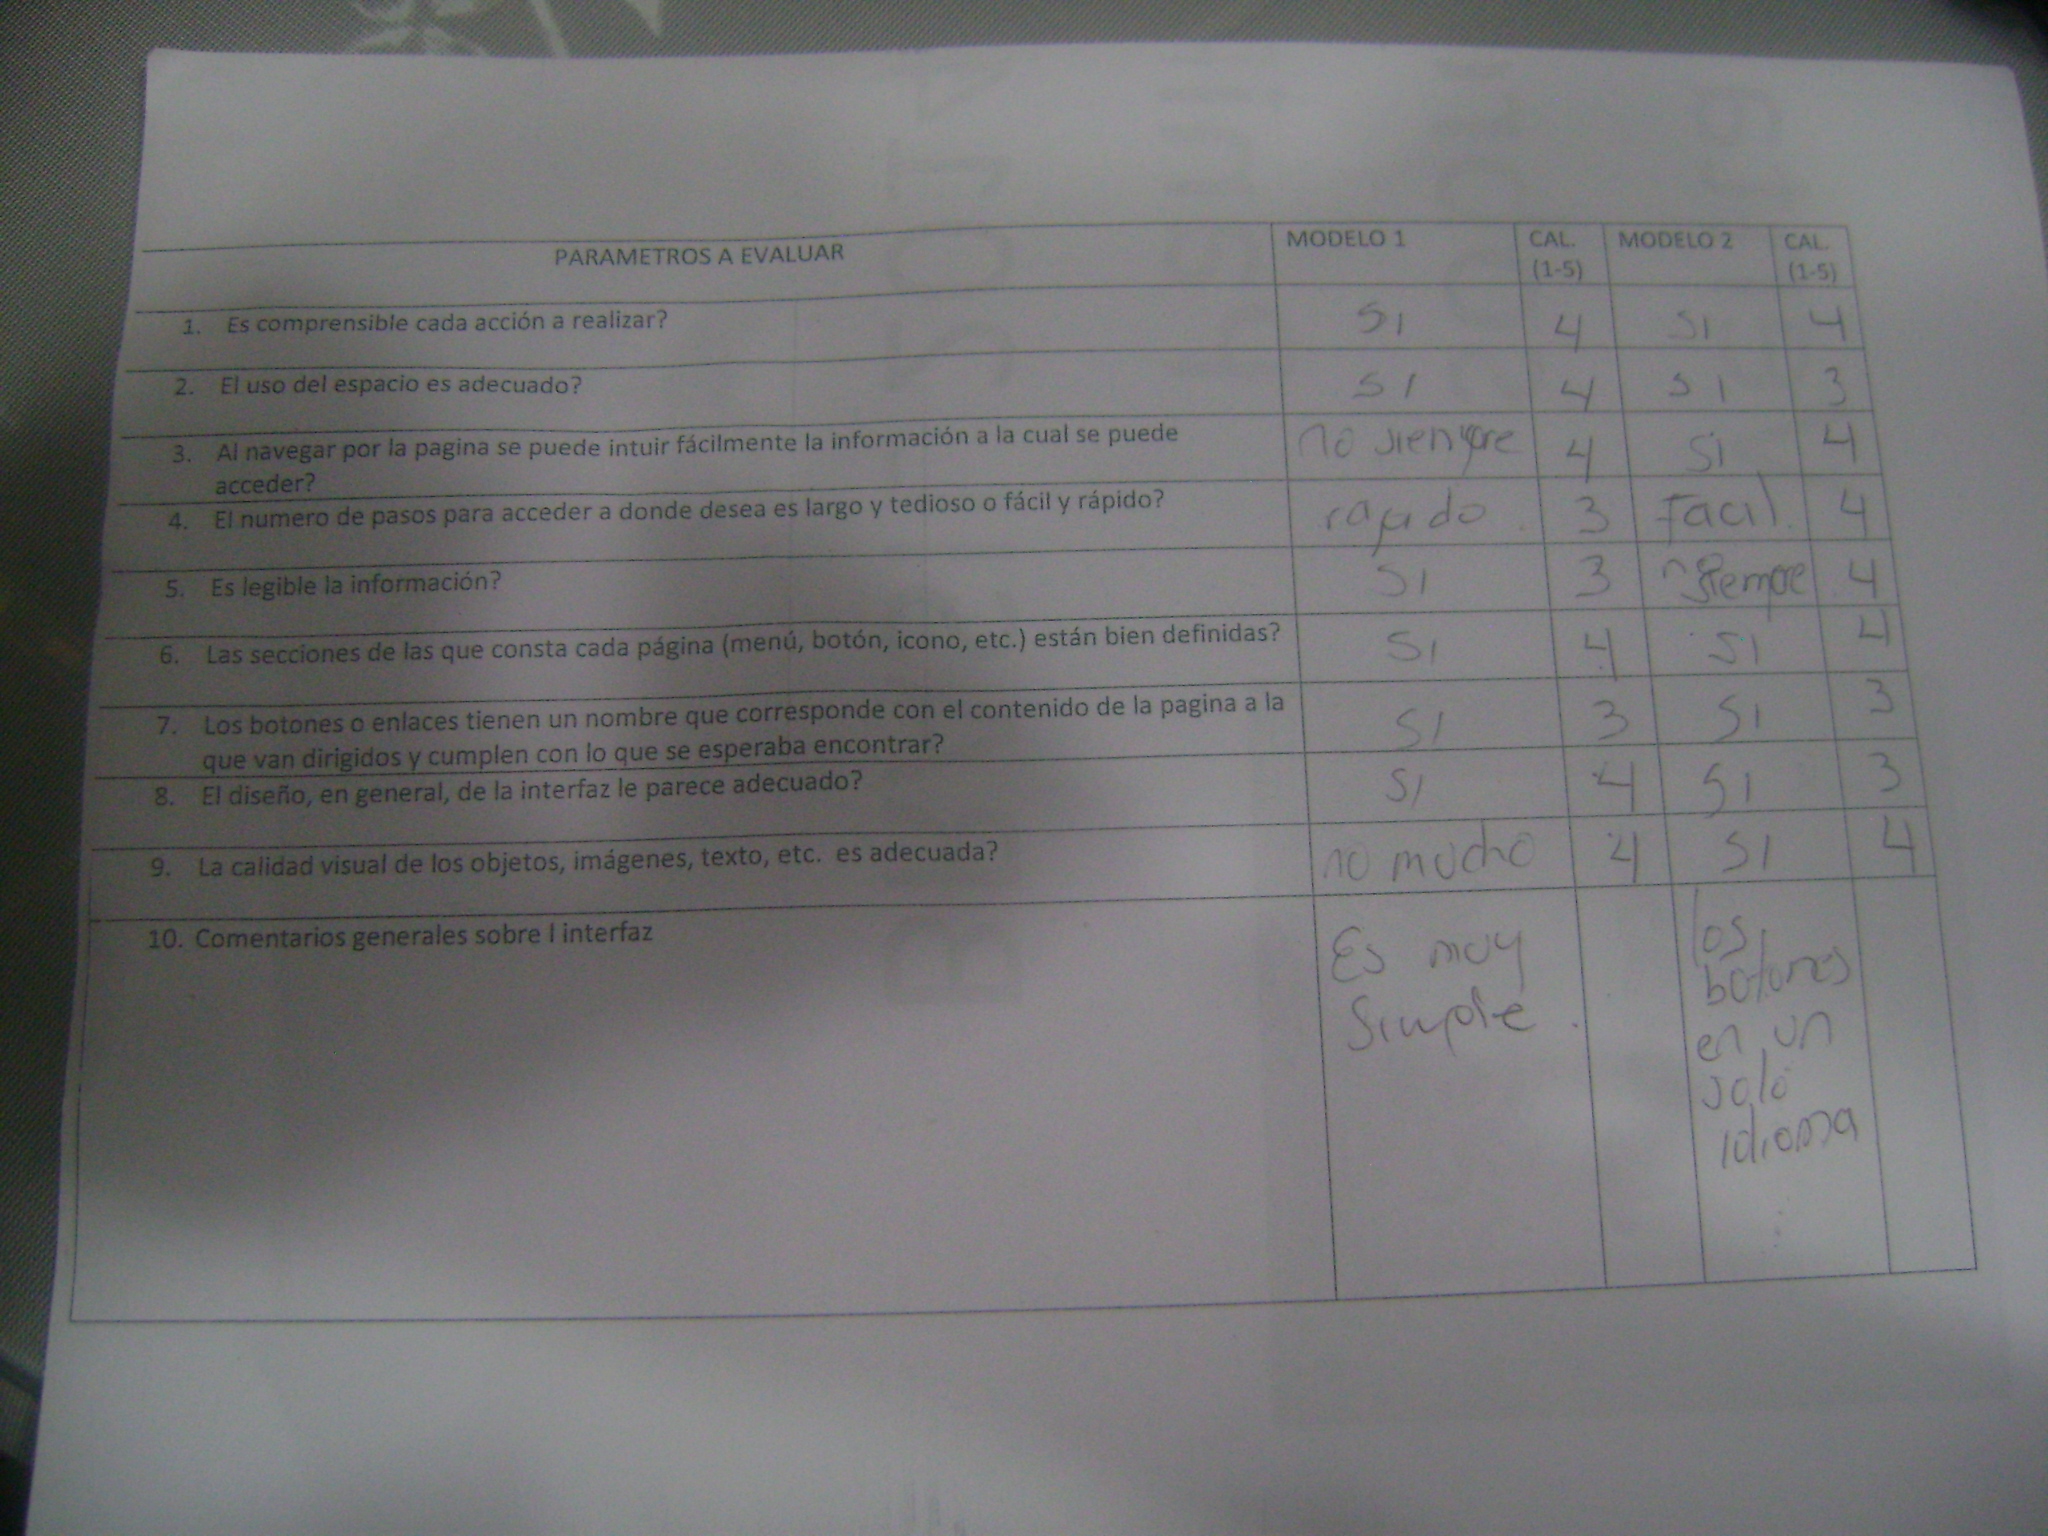 PARAMETROS A EVALUAR MODELO 1 CAL. (1-5) MODELO 2 CAL. (1-5)
1. Es comprensible cada acción a realizar? SI 4 SI 4
2. El uso del espacio es adecuado? SI 4 SI 3
3. Al navegar por la pagina se puede intuir fácilmente la información a la cual se puede no siempre 4 SI 4
acceder?
4. El numero de pasos para acceder a donde desea es largo y tedioso o fácil y rápido? rapido. 3 Facil. 4
5. Es legible la información? SI 3 siempre 4
6. Las secciones de las que consta cada página (menú, botón, icono, etc.) están bien definidas? SI 4 SI 4
7. Los botones o enlaces tienen un nombre que corresponde con el contenido de la pagina a la SI 3 SI 3
que van dirigidos y cumplen con lo que se esperaba encontrar?
8. El diseño, en general, de la interfaz le parece adecuado? SI 4 SI 3
9. La calidad visual de los objetos, imágenes, texto, etc. es adecuada? no mucho 4 SI 4
10. Comentarios generales sobre l interfaz
Es muy
Simple.
los
botones
en un
solo
idioma